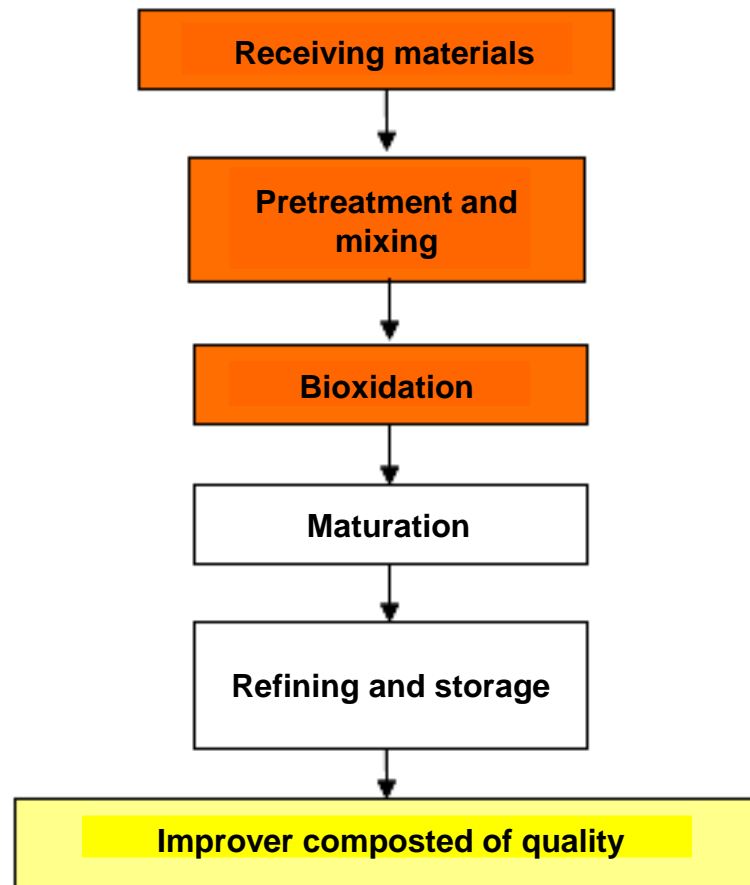 Receiving materials
Pretreatment and
mixing
Bioxidation
Maturation
Refining and storage
Improver composted of quality